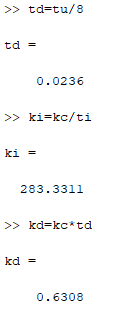 >> td=tu/8
td =
0.0236
>> ki=kc/ti
ki =
283.3311
>> kd=kc*td
kd =
0.6308